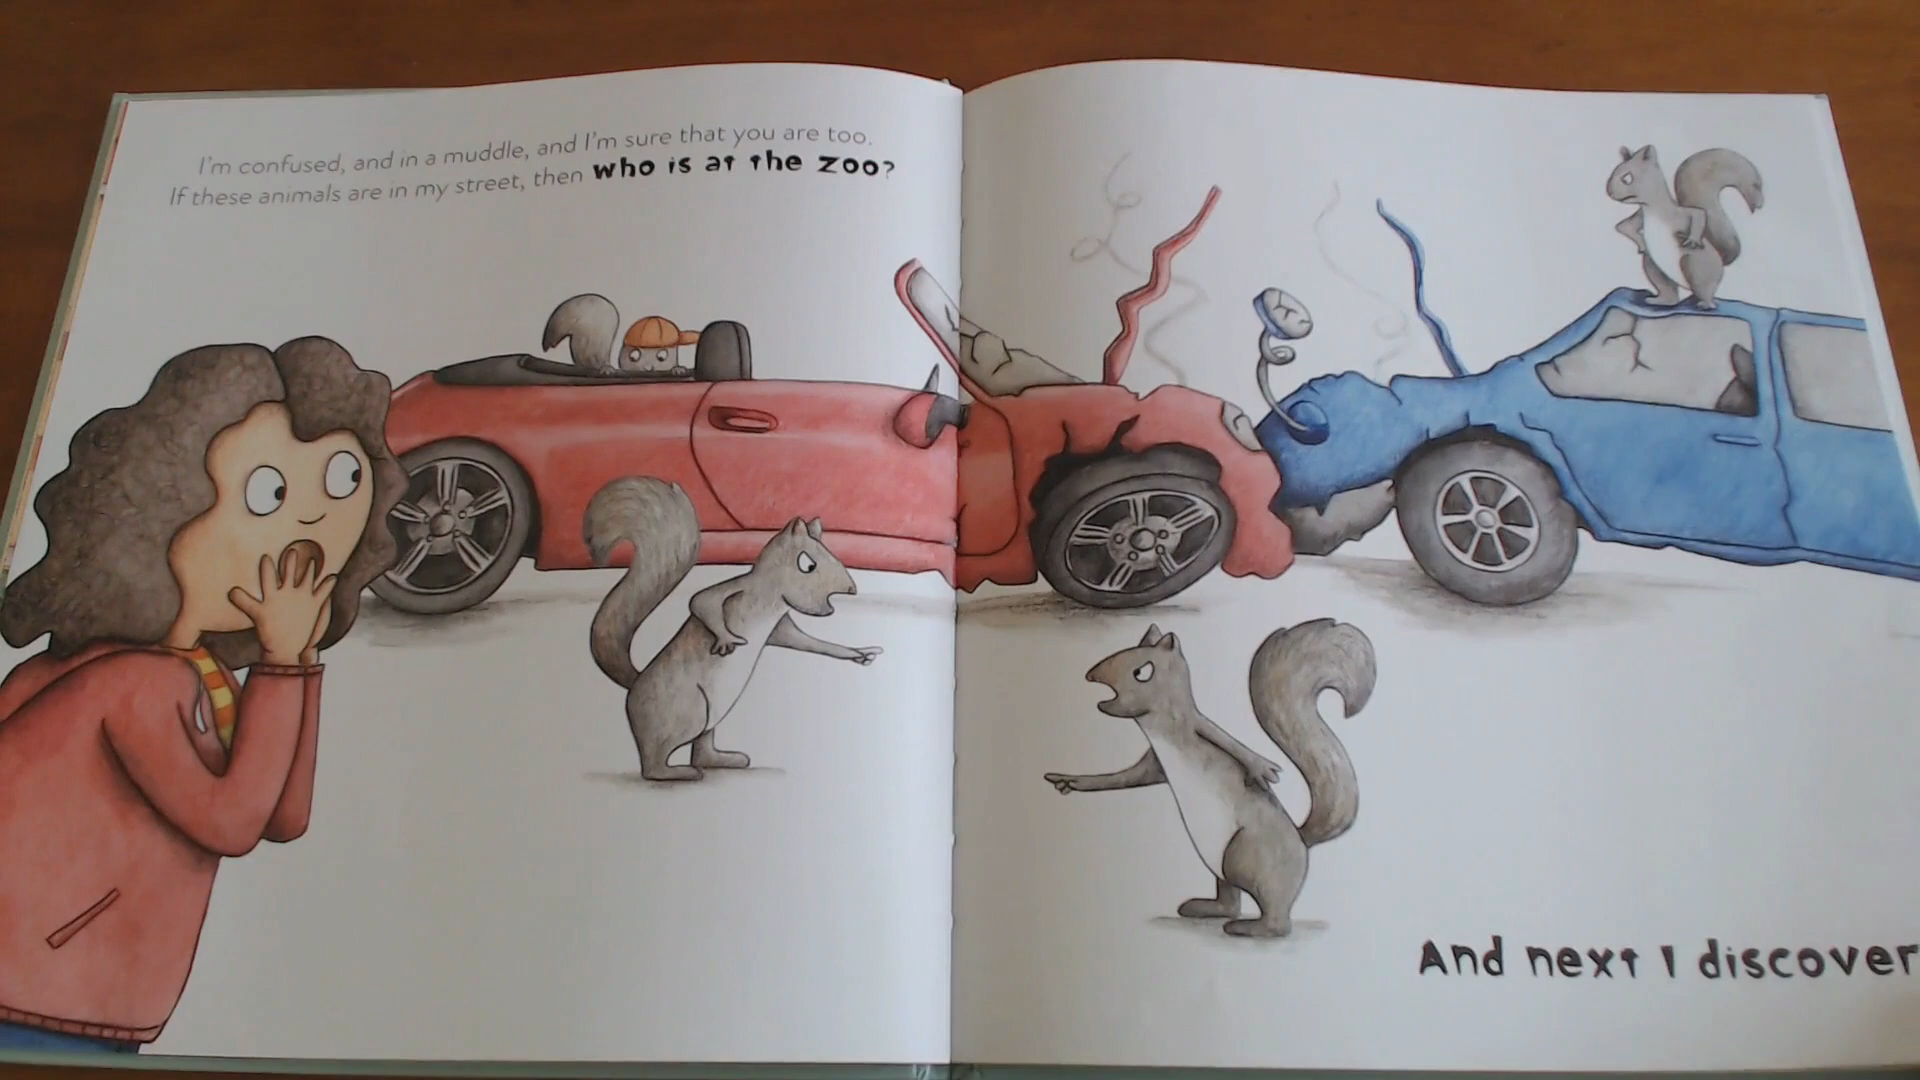 I'm confused, and in a muddle, and I'm sure that you are too.
If these animals are in my street, then who is at the zoo?
And next I discover